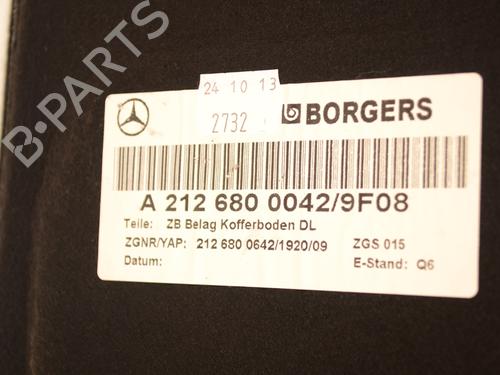 B-PARTS
24 10 13
2732
BORGERS
A 212 680 0042/9F08
Teile: ZB Belag Kofferboden DL
ZGNR/YAP: 212 680 0642/1920/09 ZGS 015
Datum: E-Stand: Q6